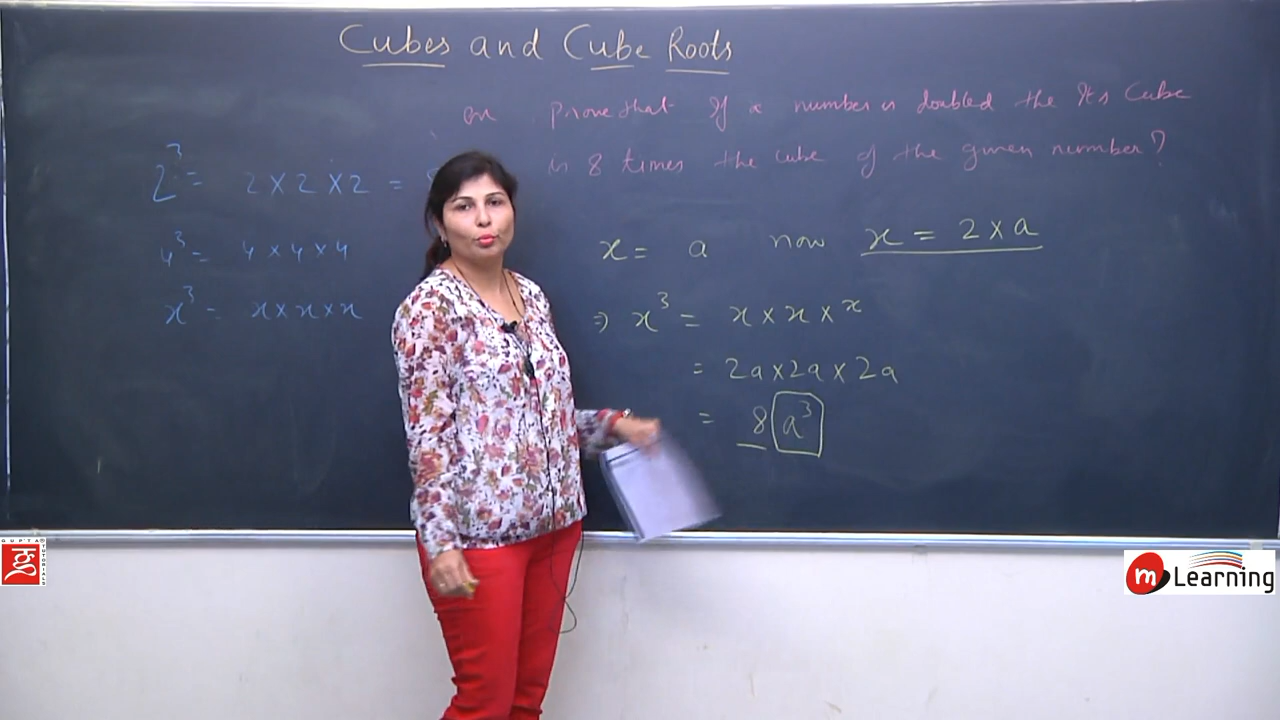 Cubes and Cube Roots
Prove that If a number is doubled the Its Cube
is 8 times the cube of the given number?
2³ = 2 × 2 × 2 =
4³ = 4 × 4 × 4
x³ = x × x × x
x = a now x = 2 × a
⇒ x³ = x × x × x
= 2a × 2a × 2a
= 8 a³
GUPTA TUTORIALS
m Learning